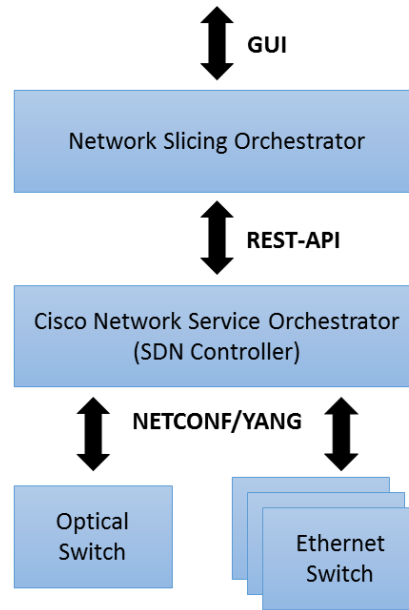 GUI
Network Slicing Orchestrator
REST-API
Cisco Network Service Orchestrator
(SDN Controller)
NETCONF/YANG
Optical
Switch
Ethernet
Switch